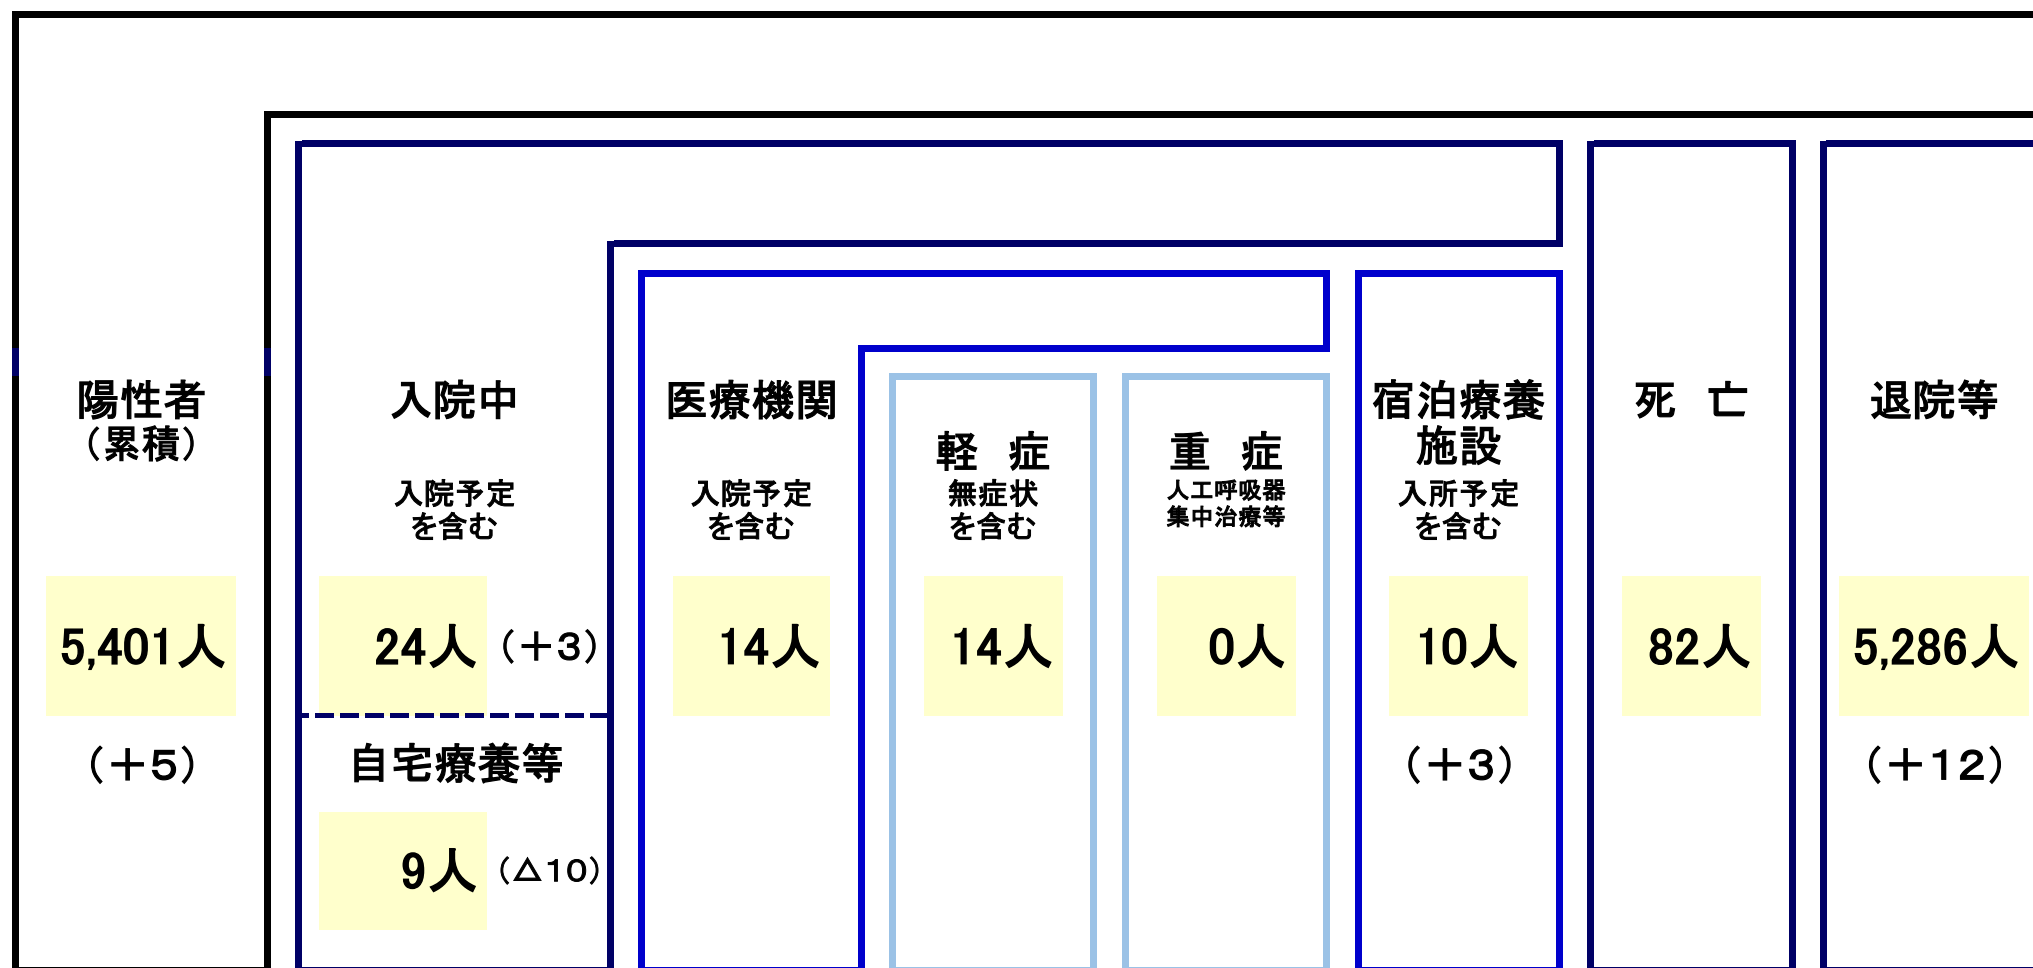 陽性者
（累積）
5,401人
（＋5）
入院中
入院予定
を含む
24人（＋3）
自宅療養等
9人（△10）
医療機関
入院予定
を含む
14人
軽　症
無症状
を含む
14人
重　症
人工呼吸器
集中治療等
0人
宿泊療養
施設
入所予定
を含む
10人
（＋3）
死　亡
82人
退院等
5,286人
（＋12）